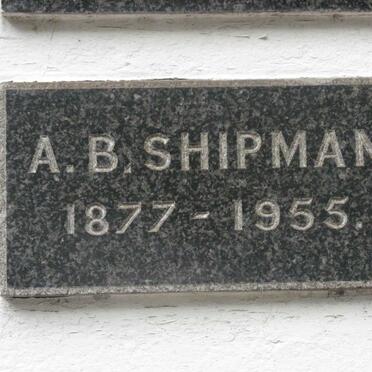 A. B. SHIPMAN
1877 - 1955.